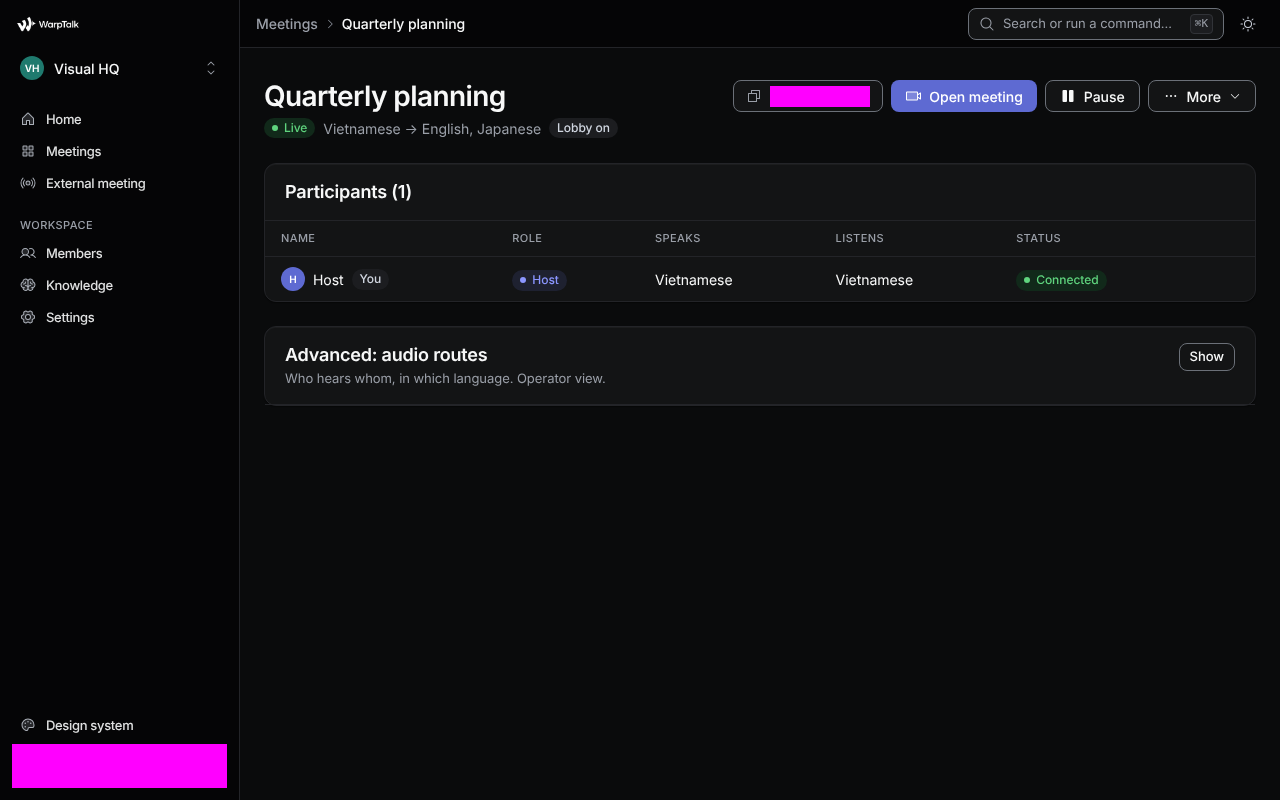 WarpTalk
Meetings > Quarterly planning
Search or run a command... ⌘K
VH Visual HQ
Home
Meetings
External meeting
WORKSPACE
Members
Knowledge
Settings
Design system
Quarterly planning
Open meeting
Pause
More
Live Vietnamese → English, Japanese Lobby on
Participants (1)
NAME ROLE SPEAKS LISTENS STATUS
H Host You Host Vietnamese Vietnamese Connected
Advanced: audio routes
Show
Who hears whom, in which language. Operator view.